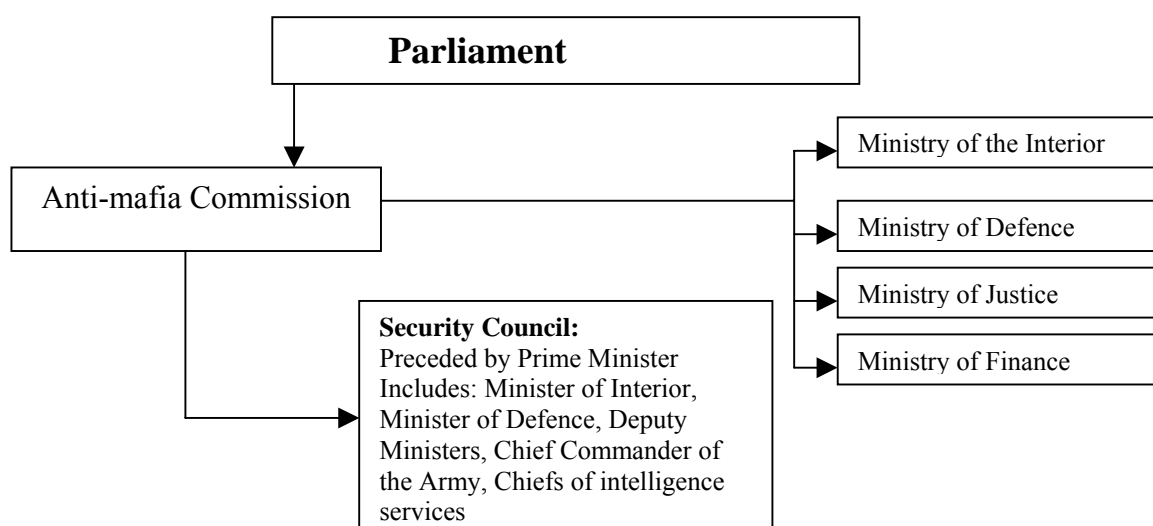 Parliament
Ministry of the Interior
Anti-mafia Commission
Ministry of Defence
Ministry of Justice
Security Council:
Preceded by Prime Minister
Includes: Minister of Interior,
Minister of Defence, Deputy
Ministers, Chief Commander of
the Army, Chiefs of intelligence
services
Ministry of Finance